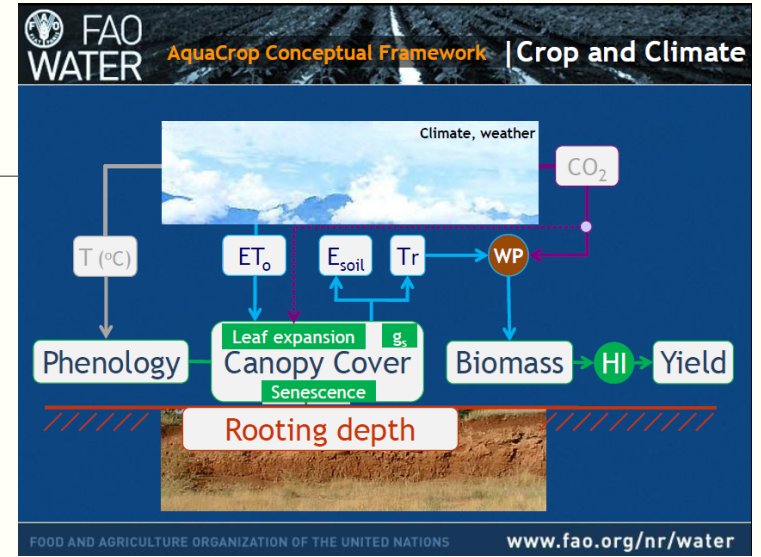 FAO
WATER
AquaCrop Conceptual Framework |Crop and Climate
Climate, weather
CO₂
T (ºC)
ETₒ
Eₛₒᵢₗ
Tr
WP
Leaf expansion
gₛ
Phenology
Canopy Cover
Biomass
HI
Yield
Senescence
Rooting depth
FOOD AND AGRICULTURE ORGANIZATION OF THE UNITED NATIONS
www.fao.org/nr/water